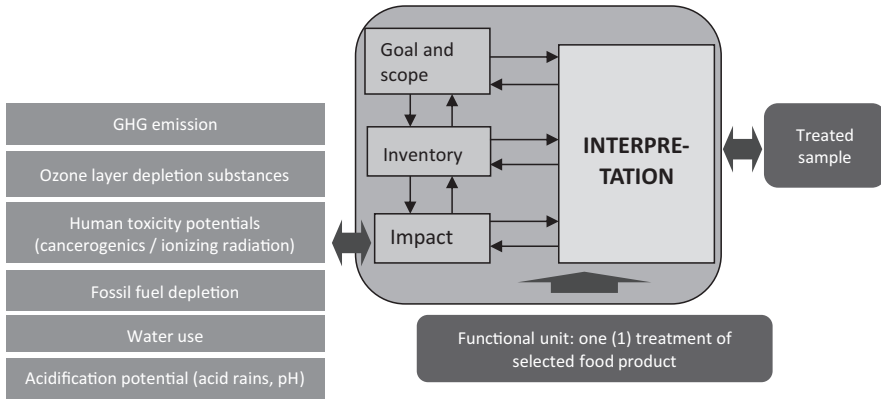 GHG emission
Ozone layer depletion substances
Human toxicity potentials
(cancerogenics / ionizing radiation)
Fossil fuel depletion
Water use
Acidification potential (acid rains, pH)
Goal and
scope
Inventory
Impact
INTERPRE-
TATION
Treated
sample
Functional unit: one (1) treatment of
selected food product